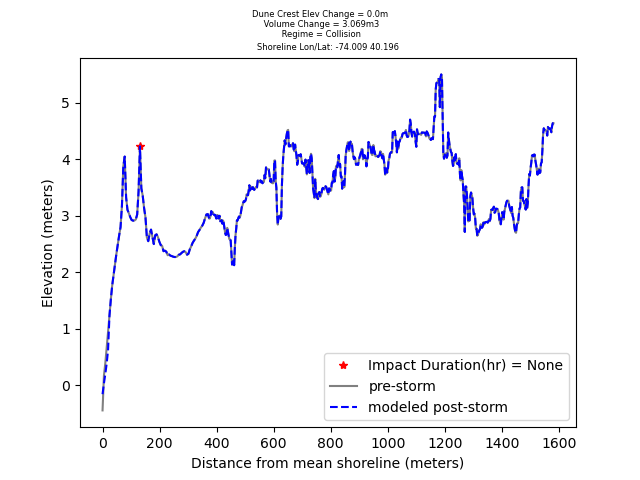 Dune Crest Elev Change = 0.0m
Volume Change = 3.069m3
Regime = Collision
Shoreline Lon/Lat: -74.009 40.196
Elevation (meters)
5
4
3
2
1
0
Impact Duration(hr) = None
pre-storm
modeled post-storm
0 200 400 600 800 1000 1200 1400 1600
Distance from mean shoreline (meters)